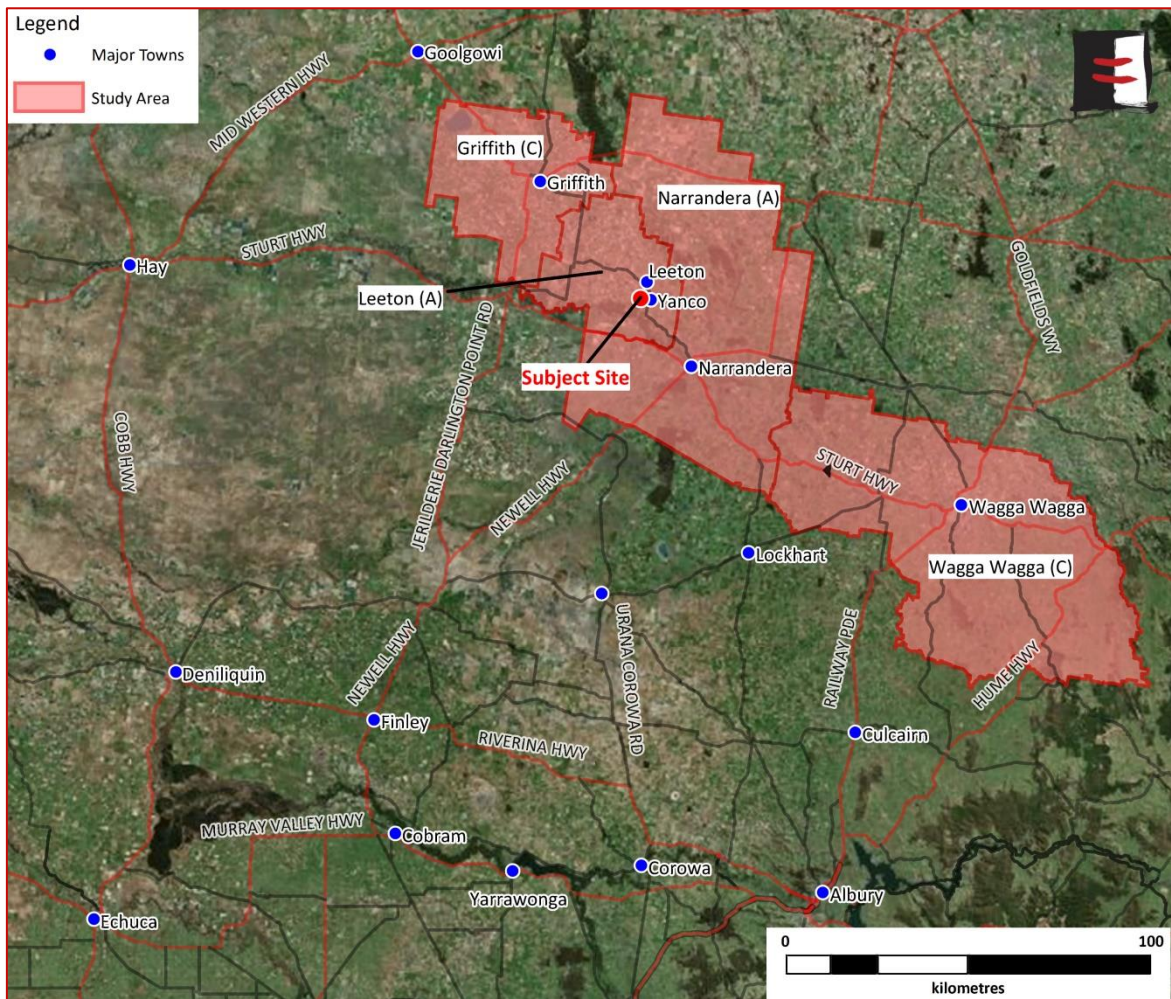 Legend
Major Towns
Study Area
Goolgowi
MID WESTERN HWY
Griffith (C)
Griffith
Narrandera (A)
STURT HWY
Hay
GOLDFIELDS WY
Leeton
Leeton (A)
Yanco
JERILDERIE DARLINGTON POINT RD
Subject Site
Narrandera
COBB HWY
STURT HWY
NEWELL HWY
Wagga Wagga
Lockhart
Wagga Wagga (C)
URANA COROWA RD
RAILWAY PDE
HUME HWY
Deniliquin
NEWELL HWY
Finley
RIVERINA HWY
Culcairn
MURRAY VALLEY HWY
Cobram
Yarrawonga
Corowa
Albury
Echuca
0
100
kilometres